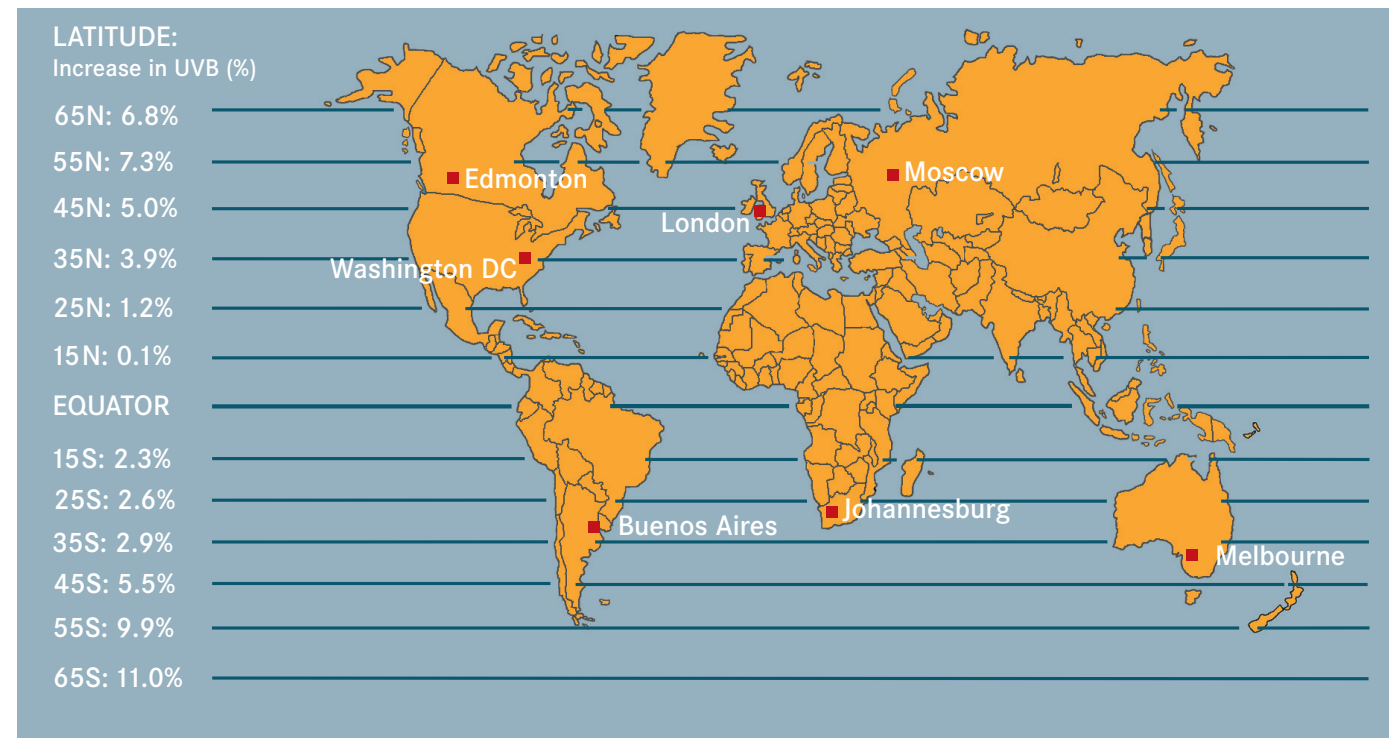 LATITUDE:
Increase in UVB (%)
65N: 6.8%
55N: 7.3%
Edmonton
Moscow
45N: 5.0%
London
35N: 3.9%
Washington DC
25N: 1.2%
15N: 0.1%
EQUATOR
15S: 2.3%
25S: 2.6%
Johannesburg
Buenos Aires
35S: 2.9%
Melbourne
45S: 5.5%
55S: 9.9%
65S: 11.0%